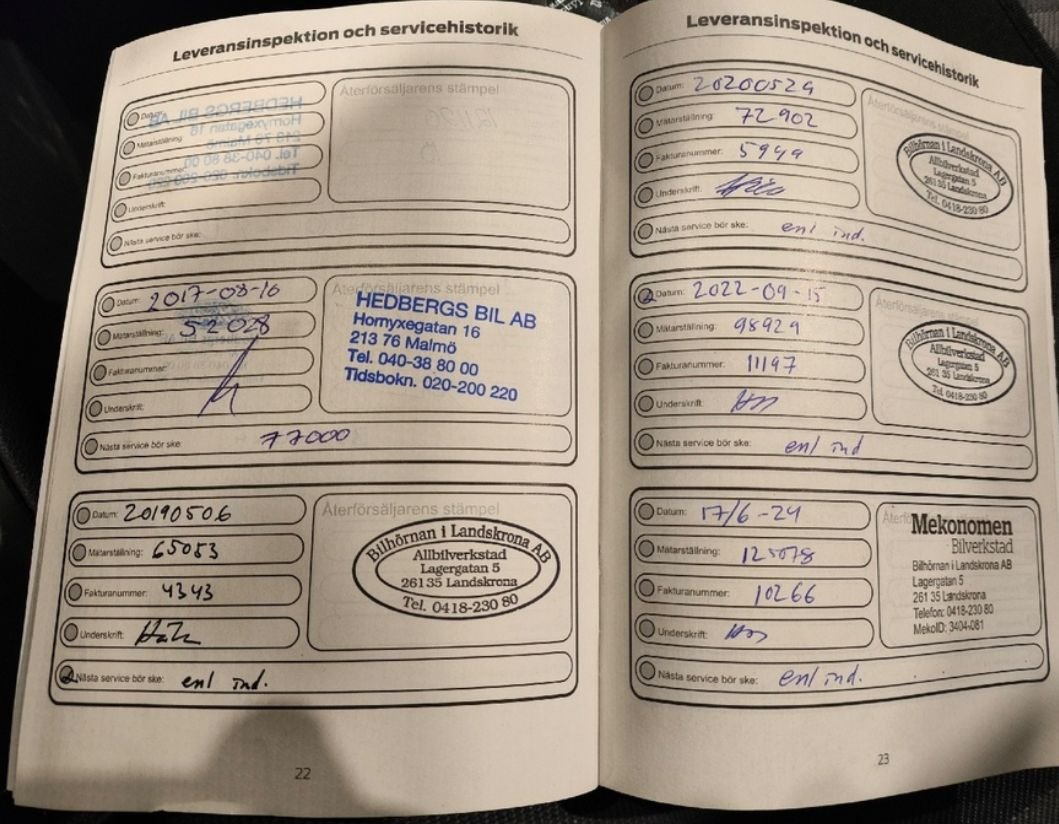 Leveransinspektion och servicehistorik
Datum:
Mätarställning:
Fakturanummer:
Underskrift:
Nästa service bör ske:
Återförsäljarens stämpel
Datum: 2017-08-16
Mätarställning: 52028
Fakturanummer:
Underskrift:
Nästa service bör ske: 77000
Återförsäljarens stämpel
HEDBERGS BIL AB
Hornyxegatan 16
213 76 Malmö
Tel. 040-38 80 00
Tidsbokn. 020-200 220
Datum: 20190506
Mätarställning: 65083
Fakturanummer: 4343
Underskrift:
Nästa service bör ske: enl ind.
Återförsäljarens stämpel
Bilhörnan i Landskrona AB
Allbilverkstad
Lagergatan 5
261 35 Landskrona
Tel. 0418-230 80
22
Leveransinspektion och servicehistorik
Datum: 20200529
Mätarställning: 72902
Fakturanummer: 5949
Underskrift:
Nästa service bör ske: enl ind.
Återförsäljarens stämpel
Bilhörnan i Landskrona AB
Allbilverkstad
Lagergatan 5
261 35 Landskrona
Tel. 0418-230 80
Datum: 2022-09-15
Mätarställning: 98929
Fakturanummer: 11197
Underskrift:
Nästa service bör ske: enl ind
Återförsäljarens stämpel
Bilhörnan i Landskrona AB
Allbilverkstad
Lagergatan 5
261 35 Landskrona
Tel. 0418-230 80
Datum: 17/6-24
Mätarställning: 125078
Fakturanummer: 10266
Underskrift:
Nästa service bör ske: enl ind.
Mekonomen
Bilverkstad
Bilhörnan i Landskrona AB
Lagergatan 5
261 35 Landskrona
Telefon: 0418-230 80
MekoID: 3404-081
23